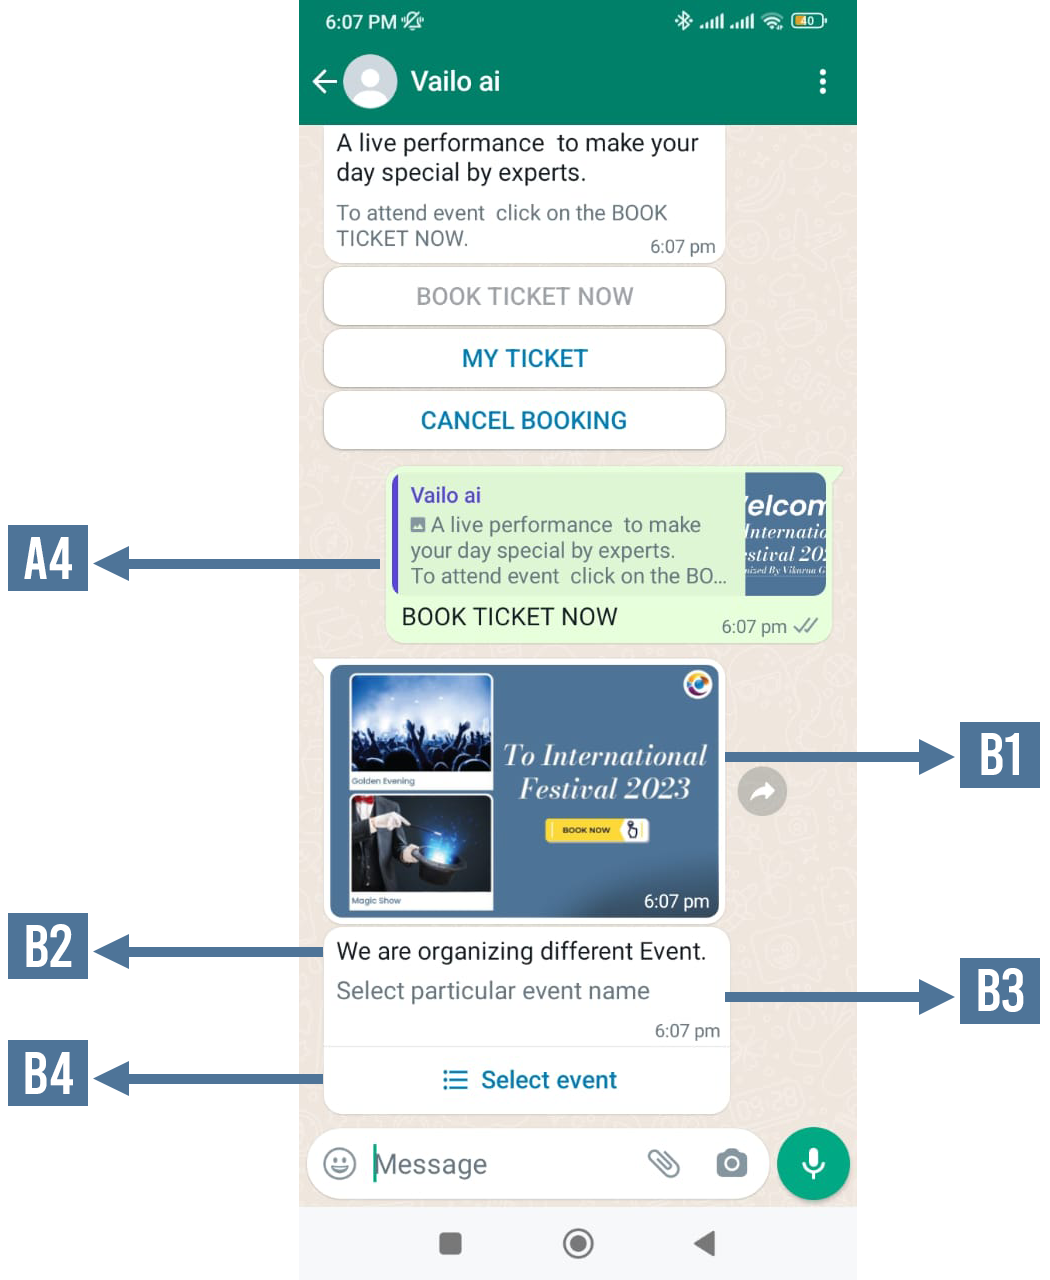 6:07 PM
40
Vailo ai
A live performance  to make your
day special by experts.
To attend event  click on the BOOK
TICKET NOW.
6:07 pm
BOOK TICKET NOW
MY TICKET
CANCEL BOOKING
Vailo ai
A live performance  to make
your day special by experts.
To attend event  click on the BO...
elcom
Internatio
stival 20
nized By Vikarna G
BOOK TICKET NOW
6:07 pm
A4
Golden Evening
To International
Festival 2023
BOOK NOW
Magic Show
6:07 pm
B1
B2
We are organizing different Event.
Select particular event name
6:07 pm
B3
B4
Select event
Message